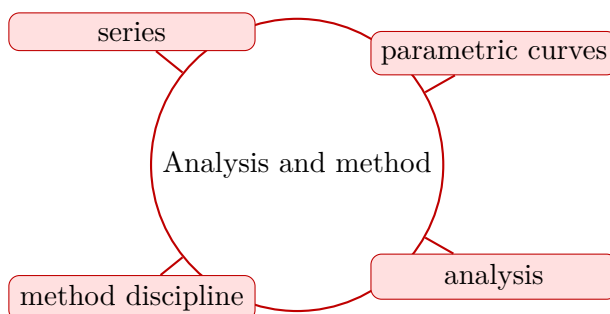 series
parametric curves
Analysis and method
method discipline
analysis